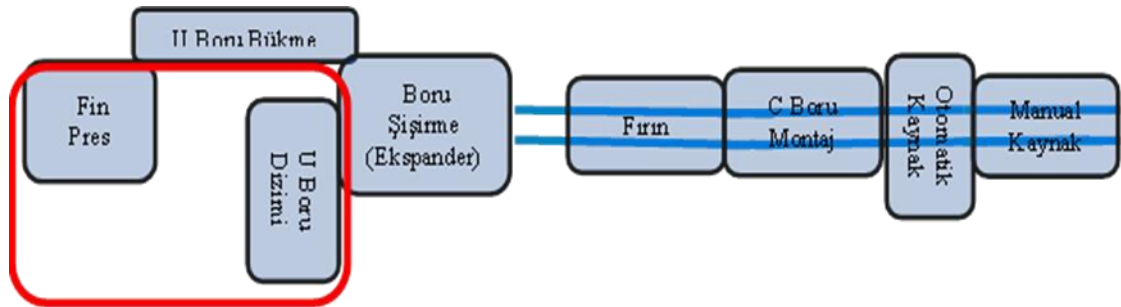 U Boru Bükme
Fin
Pres
U Boru
Dizimi
Boru
Şişirme
(Ekspander)
Fırın
C Boru
Montaj
Otomatik
Kaynak
Manual
Kaynak